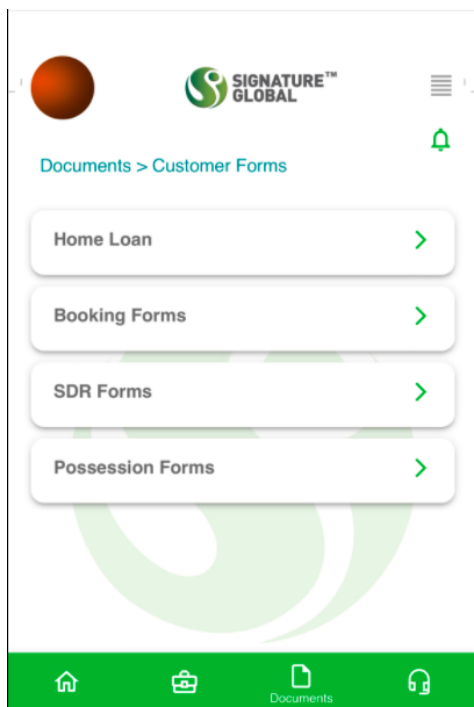 SIGNATURE™
GLOBAL
Documents > Customer Forms
Home Loan
Booking Forms
SDR Forms
Possession Forms
Documents